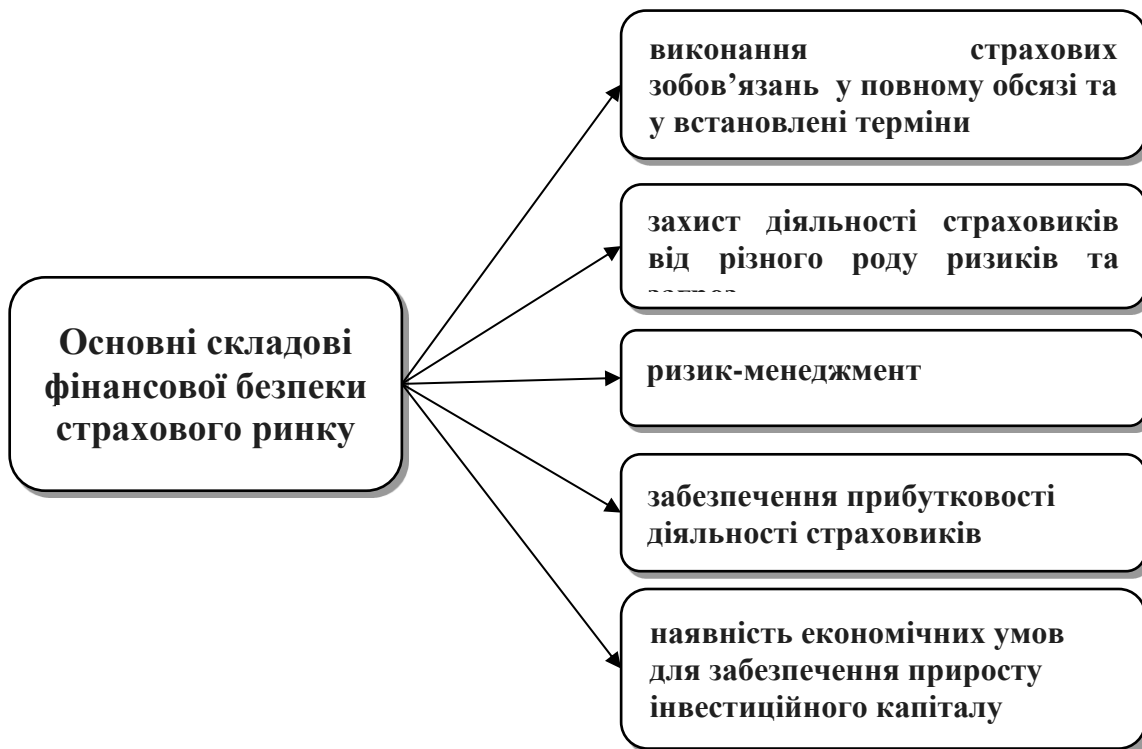 Основні складові
фінансової безпеки
страхового ринку
виконання страхових
зобов’язань у повному обсязі та
у встановлені терміни
захист діяльності страховиків
від різного роду ризиків та
загроз
ризик-менеджмент
забезпечення прибутковості
діяльності страховиків
наявність економічних умов
для забезпечення приросту
інвестиційного капіталу